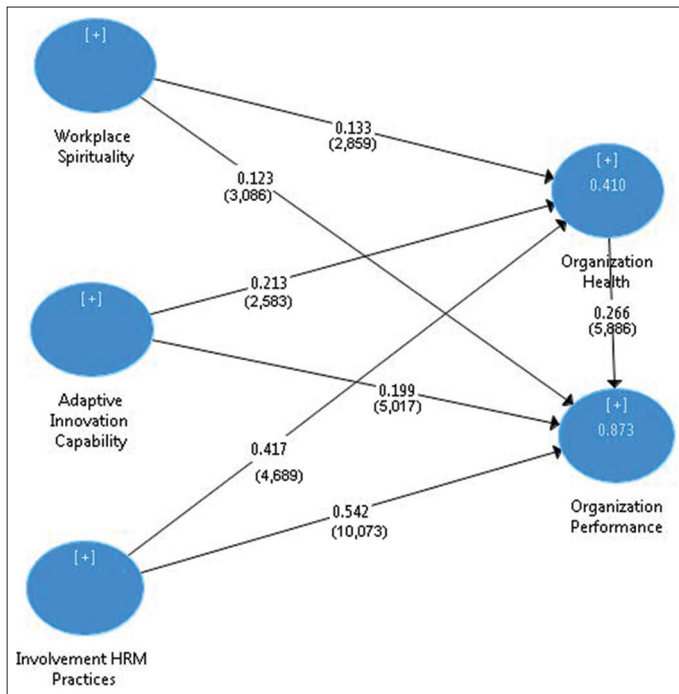 [+]
Workplace
Spirituality
0.133
(2,859)
0.123
(3,086)
[+]
0.410
Organization
Health
[+]
Adaptive
Innovation
Capability
0.213
(2,583)
0.266
(5,886)
0.199
(5,017)
[+]
0.873
Organization
Performance
0.417
(4,689)
0.542
(10,073)
[+]
Involvement HRM
Practices